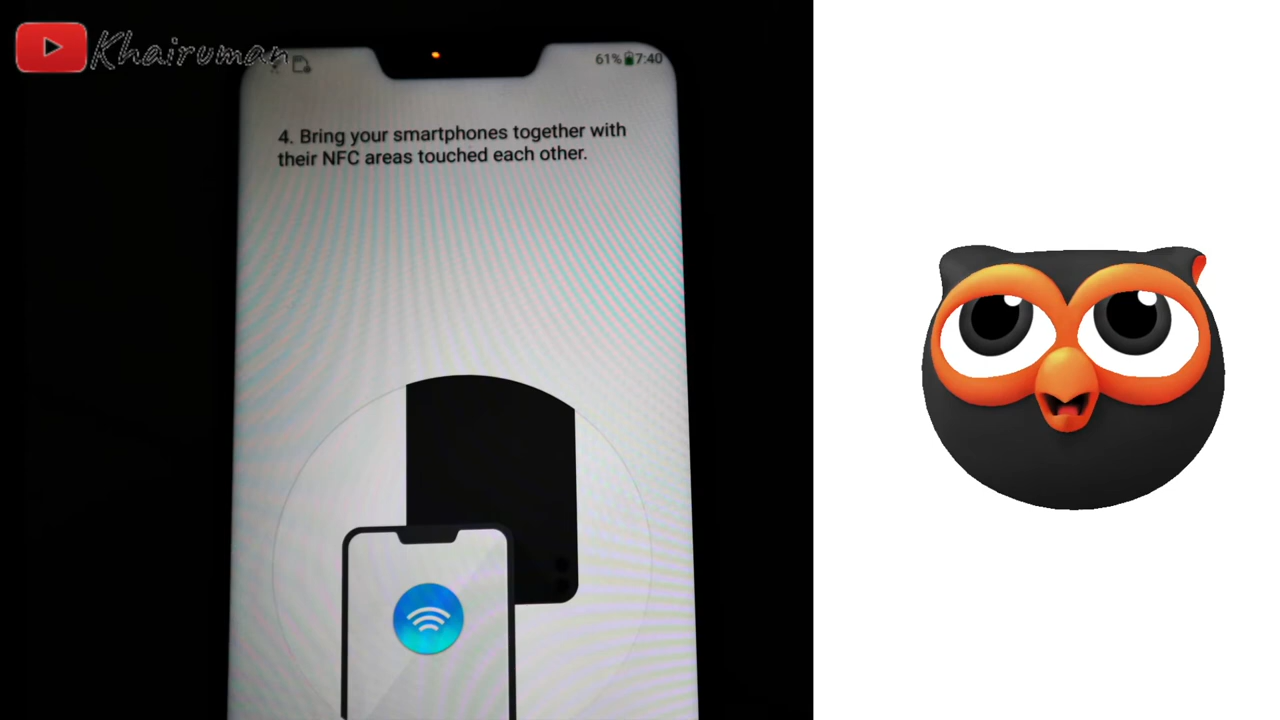 Khairuman
61% 7:40
4. Bring your smartphones together with
their NFC areas touched each other.